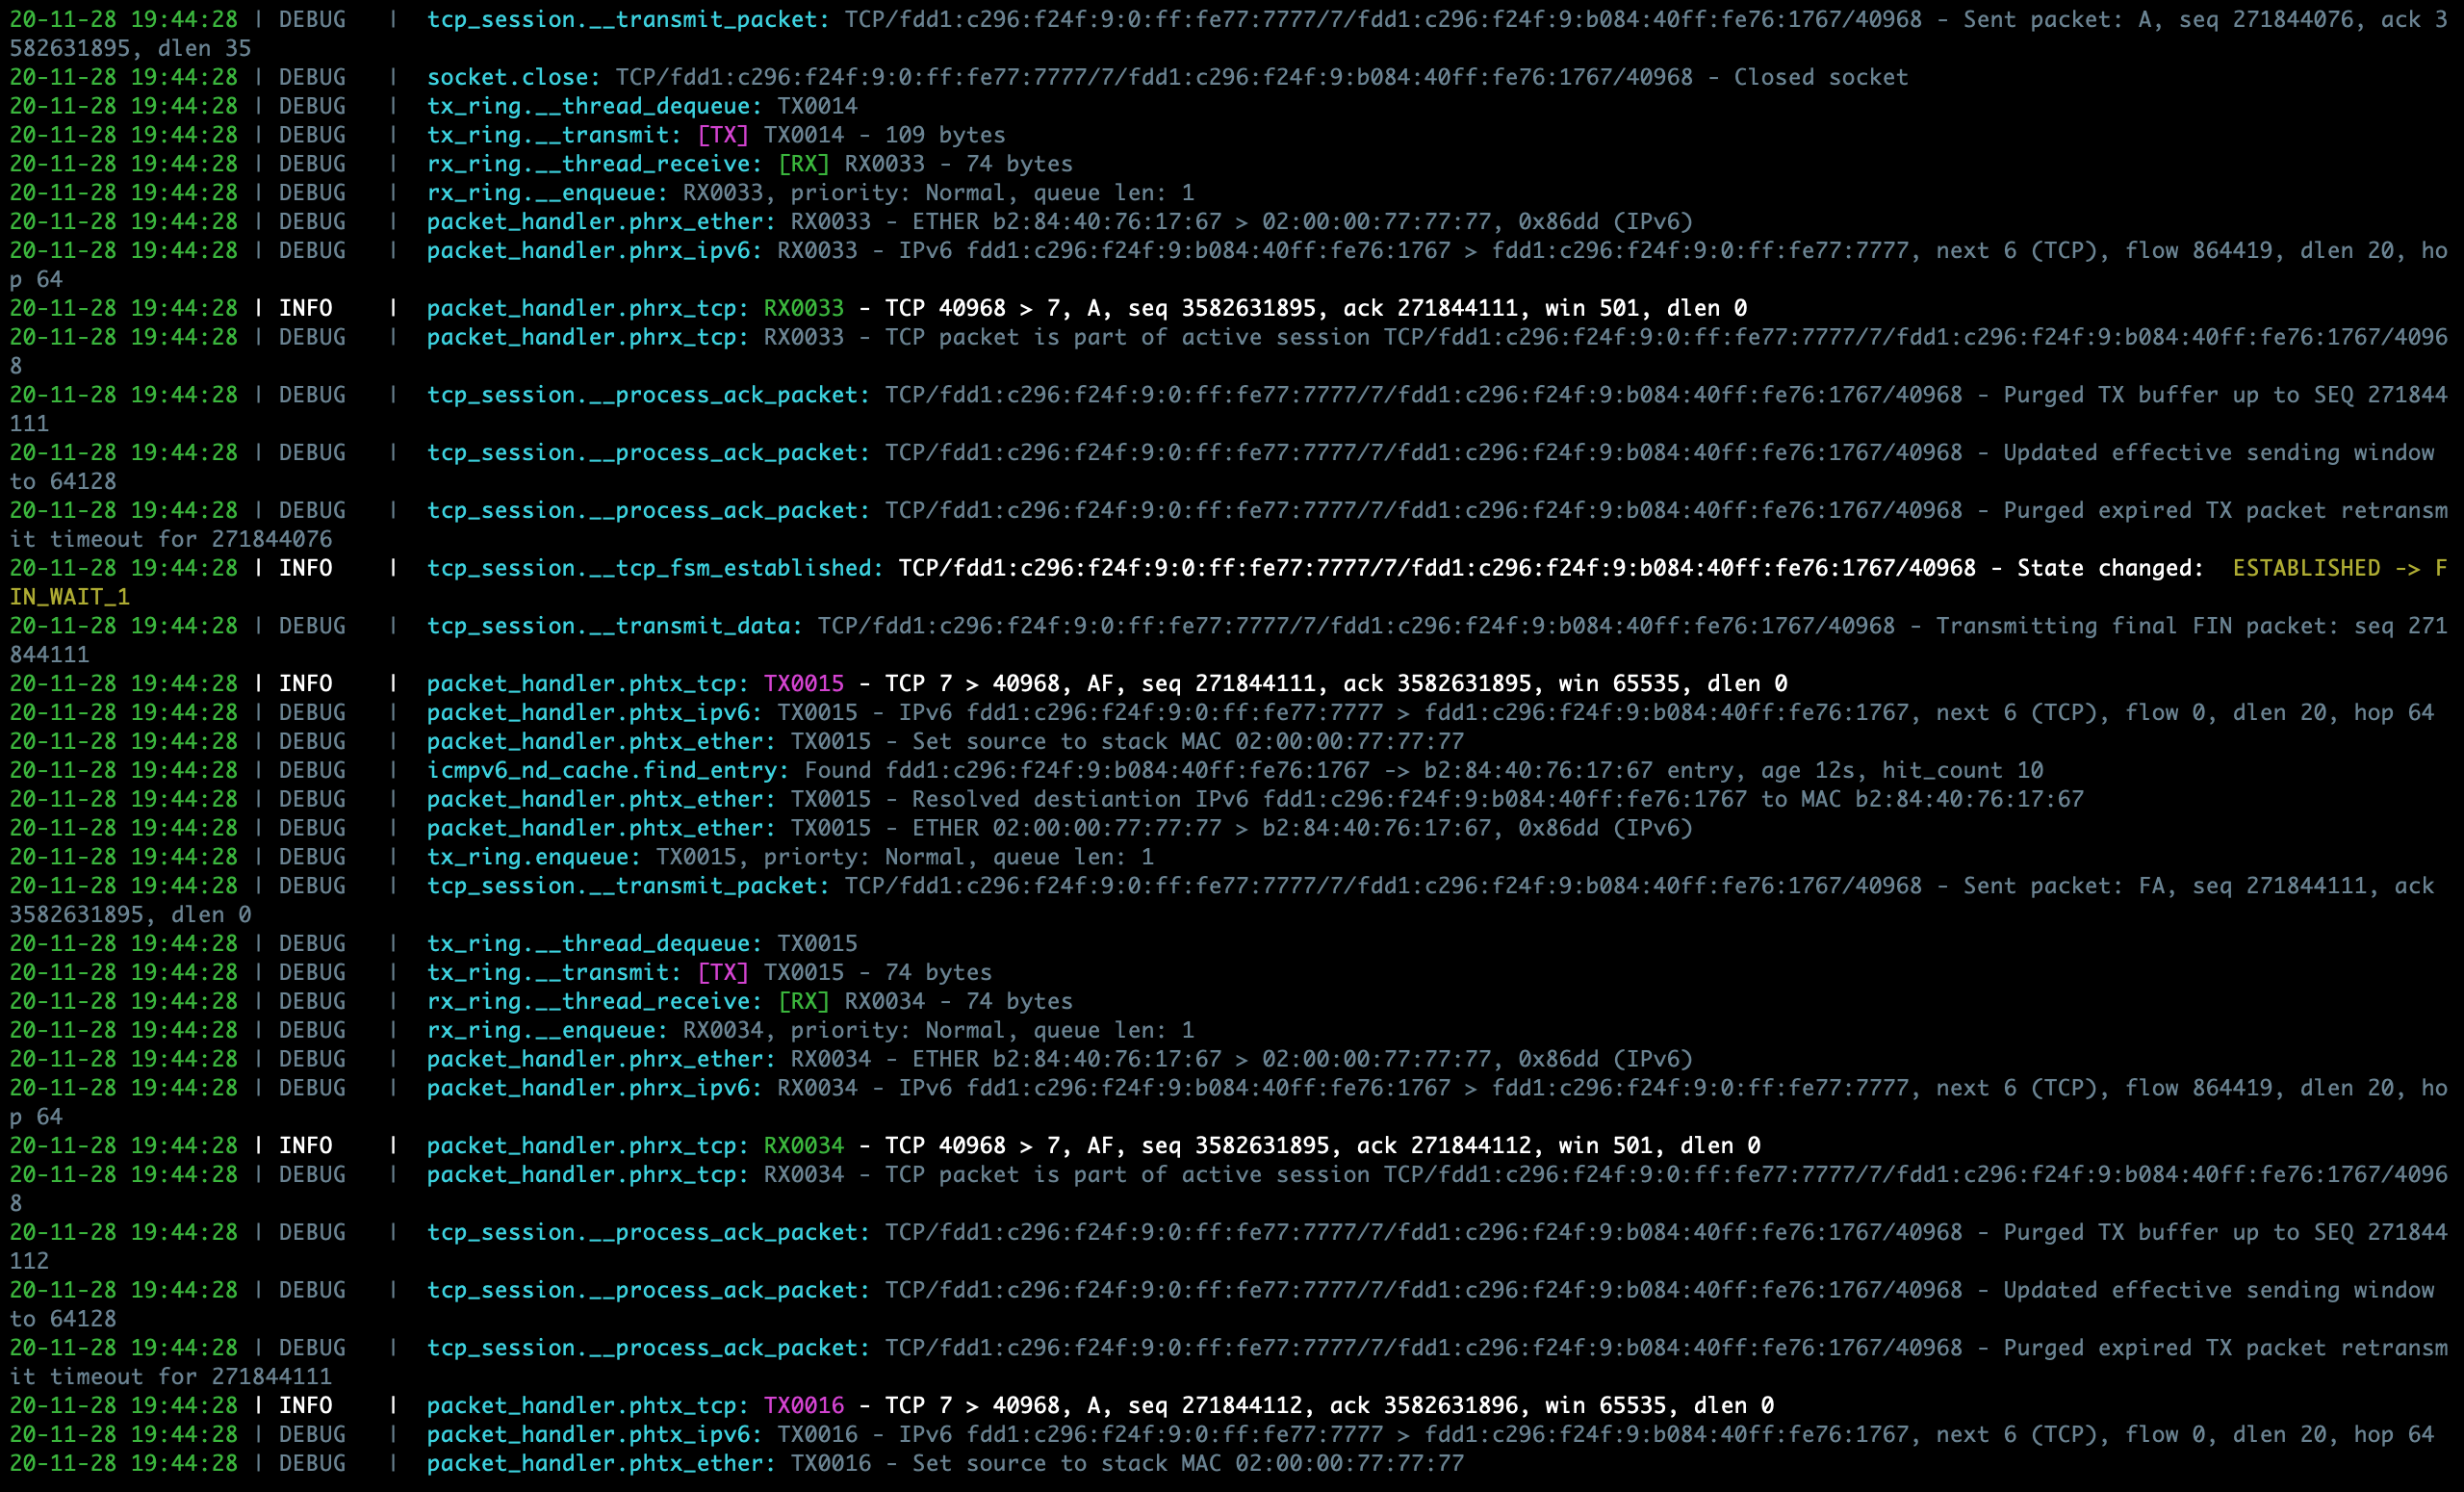 20-11-28 19:44:28 | DEBUG   |  tcp_session.__transmit_packet: TCP/fdd1:c296:f24f:9:0:ff:fe77:7777/7/fdd1:c296:f24f:9:b084:40ff:fe76:1767/40968 - Sent packet: A, seq 271844076, ack 3
582631895, dlen 35
20-11-28 19:44:28 | DEBUG   |  socket.close: TCP/fdd1:c296:f24f:9:0:ff:fe77:7777/7/fdd1:c296:f24f:9:b084:40ff:fe76:1767/40968 - Closed socket
20-11-28 19:44:28 | DEBUG   |  tx_ring.__thread_dequeue: TX0014
20-11-28 19:44:28 | DEBUG   |  tx_ring.__transmit: [TX] TX0014 - 109 bytes
20-11-28 19:44:28 | DEBUG   |  rx_ring.__thread_receive: [RX] RX0033 - 74 bytes
20-11-28 19:44:28 | DEBUG   |  rx_ring.__enqueue: RX0033, priority: Normal, queue len: 1
20-11-28 19:44:28 | DEBUG   |  packet_handler.phrx_ether: RX0033 - ETHER b2:84:40:76:17:67 > 02:00:00:77:77:77, 0x86dd (IPv6)
20-11-28 19:44:28 | DEBUG   |  packet_handler.phrx_ipv6: RX0033 - IPv6 fdd1:c296:f24f:9:b084:40ff:fe76:1767 > fdd1:c296:f24f:9:0:ff:fe77:7777, next 6 (TCP), flow 864419, dlen 20, ho
p 64
20-11-28 19:44:28 | INFO    |  packet_handler.phrx_tcp: RX0033 - TCP 40968 > 7, A, seq 3582631895, ack 271844111, win 501, dlen 0
20-11-28 19:44:28 | DEBUG   |  packet_handler.phrx_tcp: RX0033 - TCP packet is part of active session TCP/fdd1:c296:f24f:9:0:ff:fe77:7777/7/fdd1:c296:f24f:9:b084:40ff:fe76:1767/4096
8
20-11-28 19:44:28 | DEBUG   |  tcp_session.__process_ack_packet: TCP/fdd1:c296:f24f:9:0:ff:fe77:7777/7/fdd1:c296:f24f:9:b084:40ff:fe76:1767/40968 - Purged TX buffer up to SEQ 271844
111
20-11-28 19:44:28 | DEBUG   |  tcp_session.__process_ack_packet: TCP/fdd1:c296:f24f:9:0:ff:fe77:7777/7/fdd1:c296:f24f:9:b084:40ff:fe76:1767/40968 - Updated effective sending window
to 64128
20-11-28 19:44:28 | DEBUG   |  tcp_session.__process_ack_packet: TCP/fdd1:c296:f24f:9:0:ff:fe77:7777/7/fdd1:c296:f24f:9:b084:40ff:fe76:1767/40968 - Purged expired TX packet retransm
it timeout for 271844076
20-11-28 19:44:28 | INFO    |  tcp_session.__tcp_fsm_established: TCP/fdd1:c296:f24f:9:0:ff:fe77:7777/7/fdd1:c296:f24f:9:b084:40ff:fe76:1767/40968 - State changed:  ESTABLISHED -> F
IN_WAIT_1
20-11-28 19:44:28 | DEBUG   |  tcp_session.__transmit_data: TCP/fdd1:c296:f24f:9:0:ff:fe77:7777/7/fdd1:c296:f24f:9:b084:40ff:fe76:1767/40968 - Transmitting final FIN packet: seq 271
844111
20-11-28 19:44:28 | INFO    |  packet_handler.phtx_tcp: TX0015 - TCP 7 > 40968, AF, seq 271844111, ack 3582631895, win 65535, dlen 0
20-11-28 19:44:28 | DEBUG   |  packet_handler.phtx_ipv6: TX0015 - IPv6 fdd1:c296:f24f:9:0:ff:fe77:7777 > fdd1:c296:f24f:9:b084:40ff:fe76:1767, next 6 (TCP), flow 0, dlen 20, hop 64
20-11-28 19:44:28 | DEBUG   |  packet_handler.phtx_ether: TX0015 - Set source to stack MAC 02:00:00:77:77:77
20-11-28 19:44:28 | DEBUG   |  icmpv6_nd_cache.find_entry: Found fdd1:c296:f24f:9:b084:40ff:fe76:1767 -> b2:84:40:76:17:67 entry, age 12s, hit_count 10
20-11-28 19:44:28 | DEBUG   |  packet_handler.phtx_ether: TX0015 - Resolved destiantion IPv6 fdd1:c296:f24f:9:b084:40ff:fe76:1767 to MAC b2:84:40:76:17:67
20-11-28 19:44:28 | DEBUG   |  packet_handler.phtx_ether: TX0015 - ETHER 02:00:00:77:77:77 > b2:84:40:76:17:67, 0x86dd (IPv6)
20-11-28 19:44:28 | DEBUG   |  tx_ring.enqueue: TX0015, priorty: Normal, queue len: 1
20-11-28 19:44:28 | DEBUG   |  tcp_session.__transmit_packet: TCP/fdd1:c296:f24f:9:0:ff:fe77:7777/7/fdd1:c296:f24f:9:b084:40ff:fe76:1767/40968 - Sent packet: FA, seq 271844111, ack
3582631895, dlen 0
20-11-28 19:44:28 | DEBUG   |  tx_ring.__thread_dequeue: TX0015
20-11-28 19:44:28 | DEBUG   |  tx_ring.__transmit: [TX] TX0015 - 74 bytes
20-11-28 19:44:28 | DEBUG   |  rx_ring.__thread_receive: [RX] RX0034 - 74 bytes
20-11-28 19:44:28 | DEBUG   |  rx_ring.__enqueue: RX0034, priority: Normal, queue len: 1
20-11-28 19:44:28 | DEBUG   |  packet_handler.phrx_ether: RX0034 - ETHER b2:84:40:76:17:67 > 02:00:00:77:77:77, 0x86dd (IPv6)
20-11-28 19:44:28 | DEBUG   |  packet_handler.phrx_ipv6: RX0034 - IPv6 fdd1:c296:f24f:9:b084:40ff:fe76:1767 > fdd1:c296:f24f:9:0:ff:fe77:7777, next 6 (TCP), flow 864419, dlen 20, ho
p 64
20-11-28 19:44:28 | INFO    |  packet_handler.phrx_tcp: RX0034 - TCP 40968 > 7, AF, seq 3582631895, ack 271844112, win 501, dlen 0
20-11-28 19:44:28 | DEBUG   |  packet_handler.phrx_tcp: RX0034 - TCP packet is part of active session TCP/fdd1:c296:f24f:9:0:ff:fe77:7777/7/fdd1:c296:f24f:9:b084:40ff:fe76:1767/4096
8
20-11-28 19:44:28 | DEBUG   |  tcp_session.__process_ack_packet: TCP/fdd1:c296:f24f:9:0:ff:fe77:7777/7/fdd1:c296:f24f:9:b084:40ff:fe76:1767/40968 - Purged TX buffer up to SEQ 271844
112
20-11-28 19:44:28 | DEBUG   |  tcp_session.__process_ack_packet: TCP/fdd1:c296:f24f:9:0:ff:fe77:7777/7/fdd1:c296:f24f:9:b084:40ff:fe76:1767/40968 - Updated effective sending window
to 64128
20-11-28 19:44:28 | DEBUG   |  tcp_session.__process_ack_packet: TCP/fdd1:c296:f24f:9:0:ff:fe77:7777/7/fdd1:c296:f24f:9:b084:40ff:fe76:1767/40968 - Purged expired TX packet retransm
it timeout for 271844111
20-11-28 19:44:28 | INFO    |  packet_handler.phtx_tcp: TX0016 - TCP 7 > 40968, A, seq 271844112, ack 3582631896, win 65535, dlen 0
20-11-28 19:44:28 | DEBUG   |  packet_handler.phtx_ipv6: TX0016 - IPv6 fdd1:c296:f24f:9:0:ff:fe77:7777 > fdd1:c296:f24f:9:b084:40ff:fe76:1767, next 6 (TCP), flow 0, dlen 20, hop 64
20-11-28 19:44:28 | DEBUG   |  packet_handler.phtx_ether: TX0016 - Set source to stack MAC 02:00:00:77:77:77